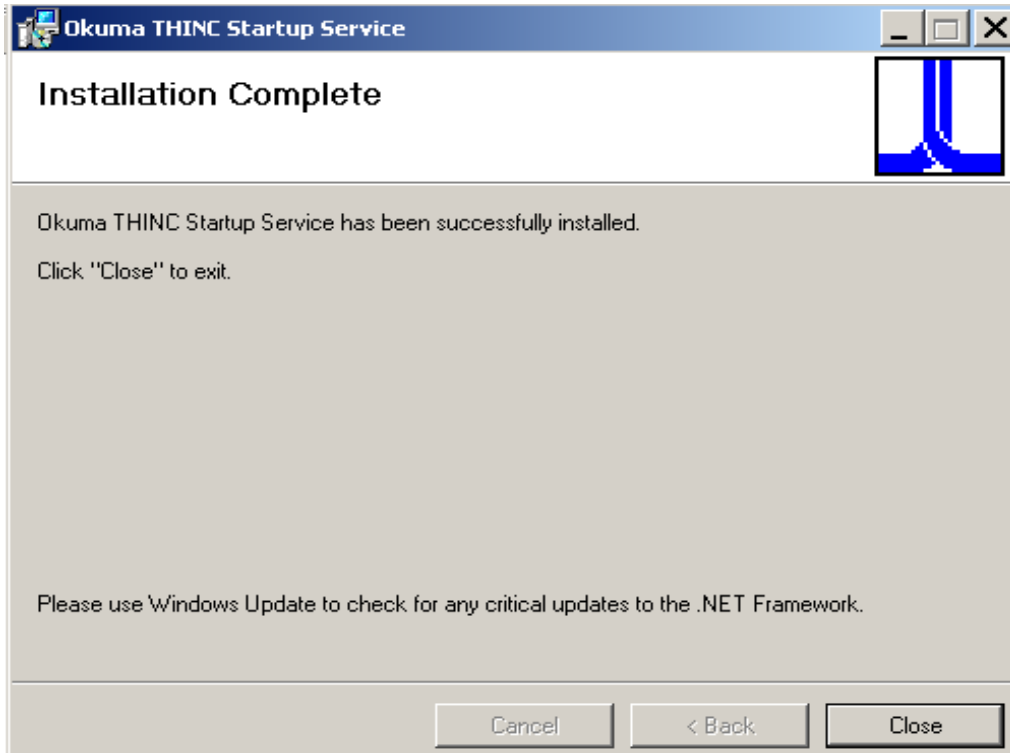 Okuma THINC Startup Service
Installation Complete
Okuma THINC Startup Service has been successfully installed.
Click "Close" to exit.
Please use Windows Update to check for any critical updates to the .NET Framework.
Cancel
< Back
Close